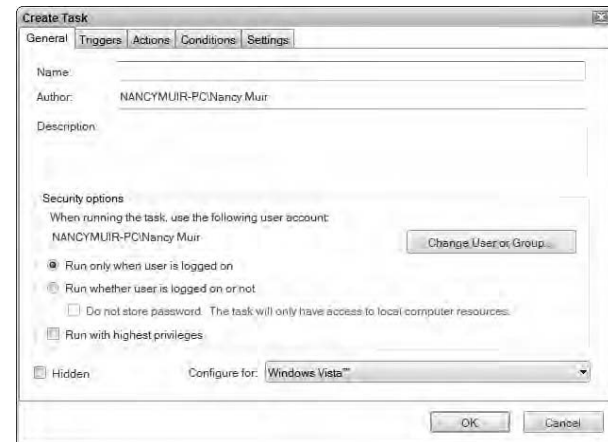 Create Task
General Triggers Actions Conditions Settings
Name:
Author: NANCYMUIR-PC\Nancy Muir
Description:
Security options
When running the task, use the following user account:
NANCYMUIR-PC\Nancy Muir
Change User or Group...
Run only when user is logged on
Run whether user is logged on or not
Do not store password. The task will only have access to local computer resources.
Run with highest privileges
Hidden Configure for: Windows Vista™
OK Cancel